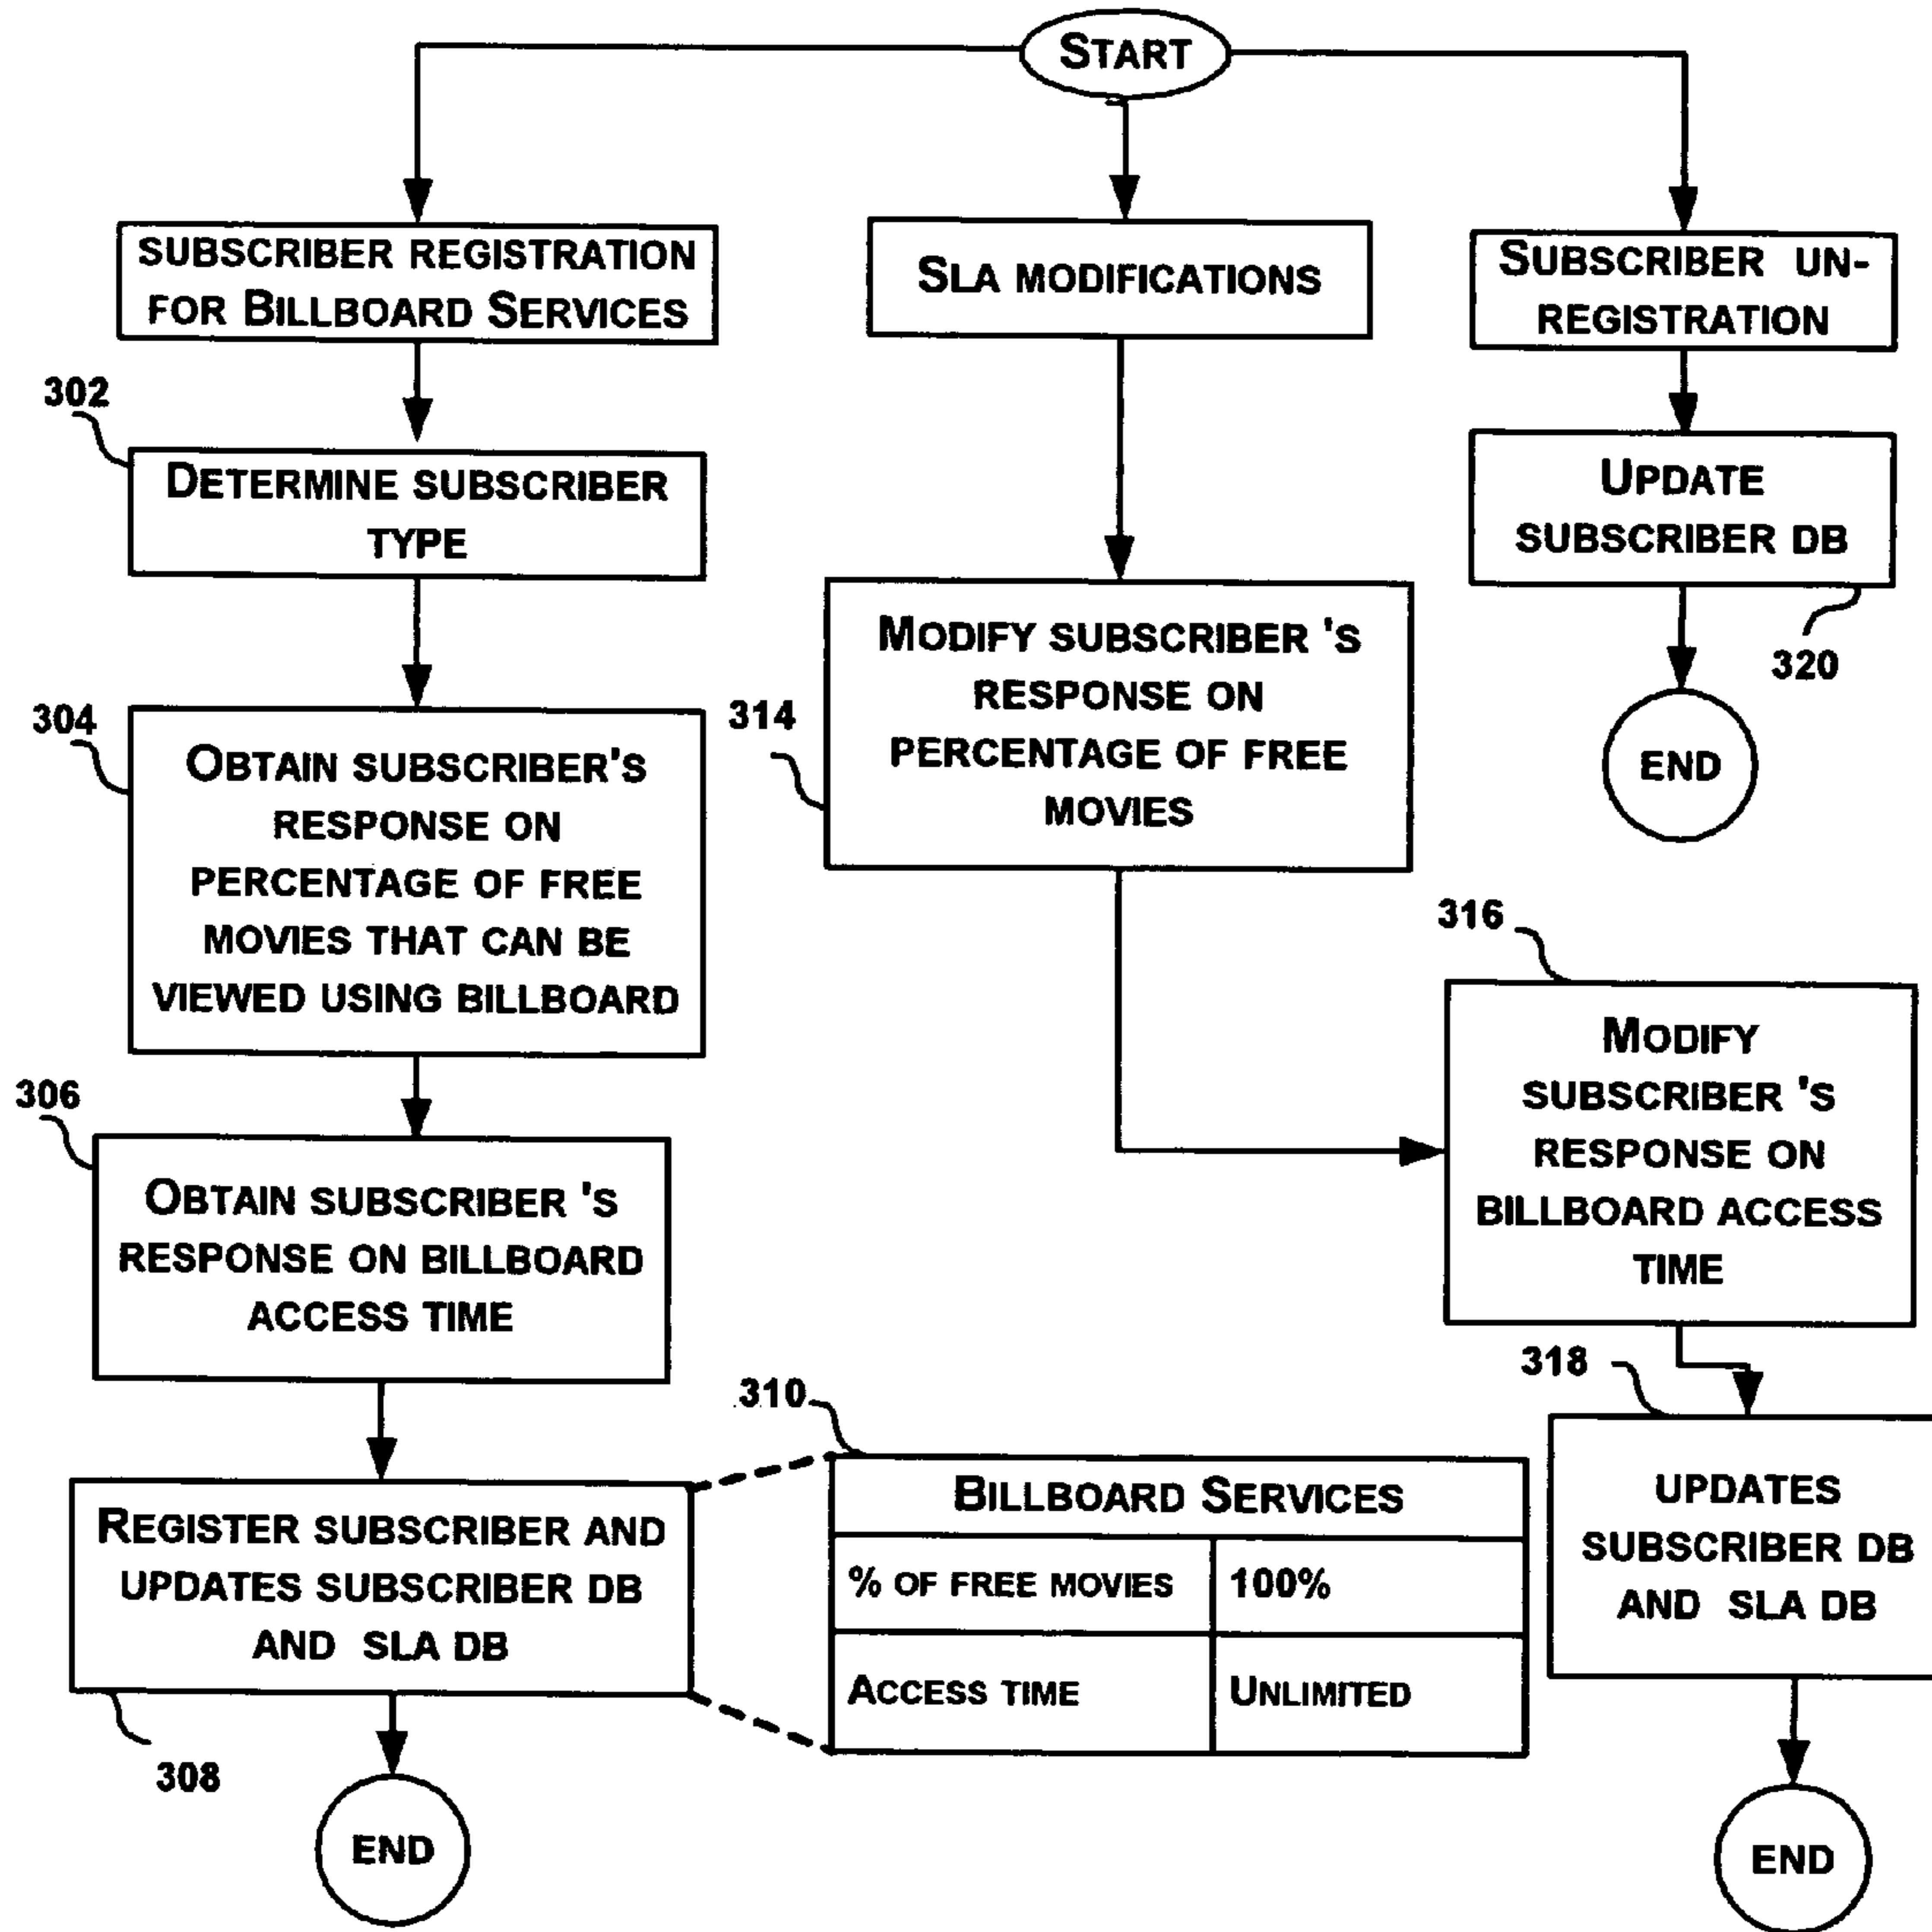 START
SUBSCRIBER REGISTRATION
FOR BILLBOARD SERVICES
302
DETERMINE SUBSCRIBER
TYPE
304
OBTAIN SUBSCRIBER'S
RESPONSE ON
PERCENTAGE OF FREE
MOVIES THAT CAN BE
VIEWED USING BILLBOARD
306
OBTAIN SUBSCRIBER 'S
RESPONSE ON BILLBOARD
ACCESS TIME
REGISTER SUBSCRIBER AND
UPDATES SUBSCRIBER DB
AND SLA DB
308
END
310
BILLBOARD SERVICES
% OF FREE MOVIES 100%
ACCESS TIME UNLIMITED
SLA MODIFICATIONS
314
MODIFY SUBSCRIBER 'S
RESPONSE ON
PERCENTAGE OF FREE
MOVIES
316
MODIFY
SUBSCRIBER 'S
RESPONSE ON
BILLBOARD ACCESS
TIME
318
UPDATES
SUBSCRIBER DB
AND SLA DB
END
SUBSCRIBER UN-
REGISTRATION
UPDATE
SUBSCRIBER DB
320
END